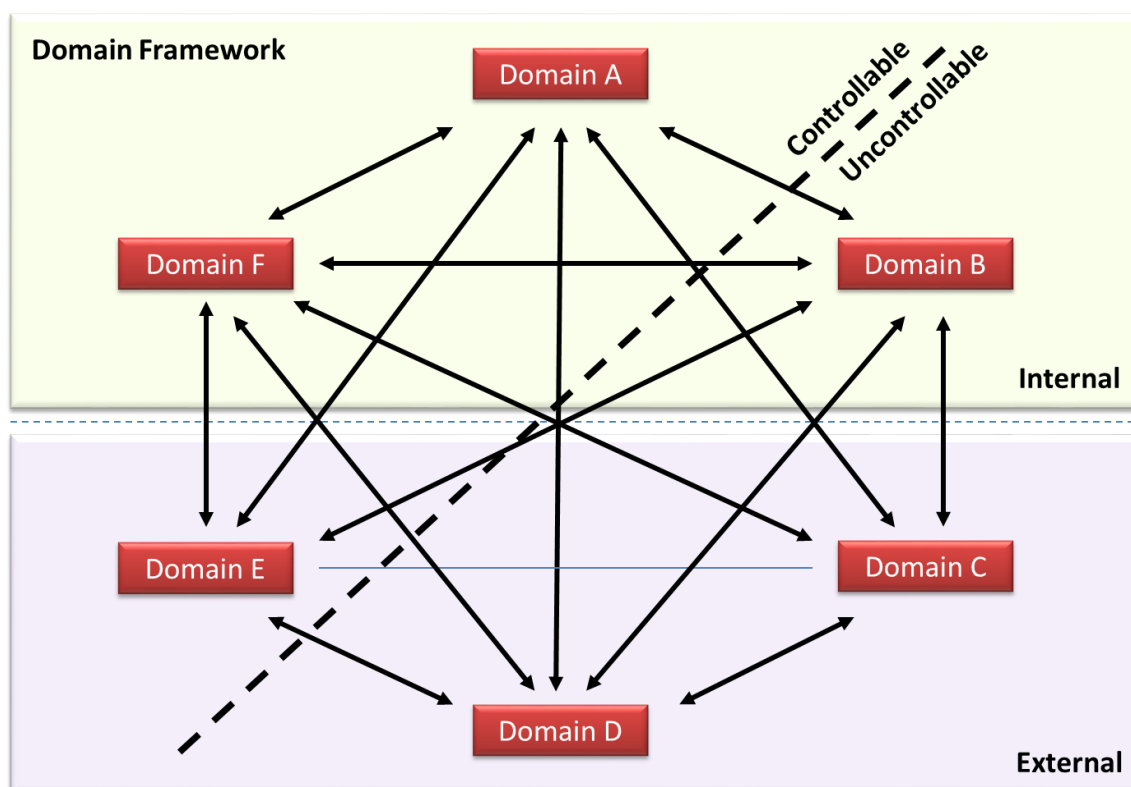 Domain Framework
Domain A
Controllable
Uncontrollable
Domain F
Domain B
Internal
Domain E
Domain C
Domain D
External